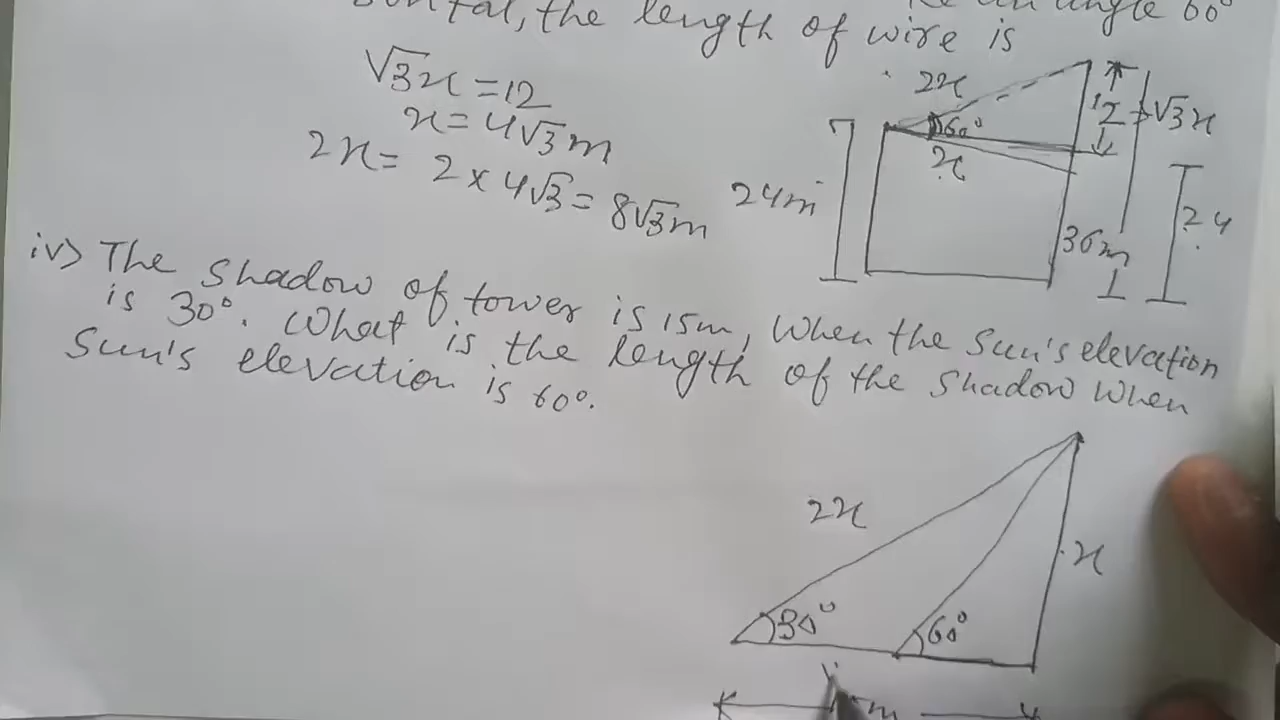 angle 60°
the length of wire is
√3x = 12
x = 4√3 m
2x = 2 × 4√3 = 8√3 m
2x
60°
x
12
√3x
24m
36m
24
iv> The shadow of tower is 15m, When the Sun's elevation
is 30°. What is the length of the shadow when
Sun's elevation is 60°.
2x
x
30°
60°
m